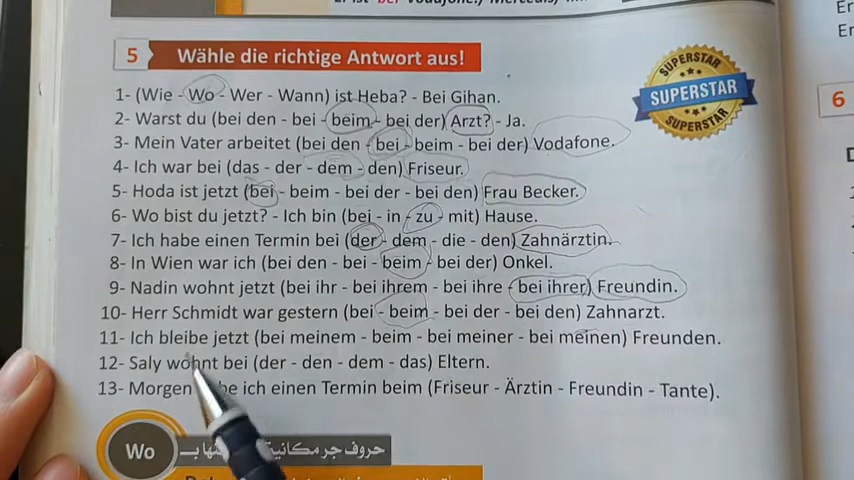 5 Wähle die richtige Antwort aus!
SUPERSTAR
SUPERSTAR
SUPERSTAR
1- (Wie - Wo - Wer - Wann) ist Heba? - Bei Gihan.
2- Warst du (bei den - bei - beim - bei der) Arzt? - Ja.
3- Mein Vater arbeitet (bei den - bei - beim - bei der) Vodafone.
4- Ich war bei (das - der - dem - den) Friseur.
5- Hoda ist jetzt (bei - beim - bei der - bei den) Frau Becker.
6- Wo bist du jetzt? - Ich bin (bei - in - zu - mit) Hause.
7- Ich habe einen Termin bei (der - dem - die - den) Zahnärztin.
8- In Wien war ich (bei den - bei - beim - bei der) Onkel.
9- Nadin wohnt jetzt (bei ihr - bei ihrem - bei ihre - bei ihrer) Freundin.
10- Herr Schmidt war gestern (bei - beim - bei der - bei den) Zahnarzt.
11- Ich bleibe jetzt (bei meinem - beim - bei meiner - bei meinen) Freunden.
12- Saly wohnt bei (der - den - dem - das) Eltern.
13- Morgen ich einen Termin beim (Friseur - Ärztin - Freundin - Tante).
6
Wo
حروف جر مكانية